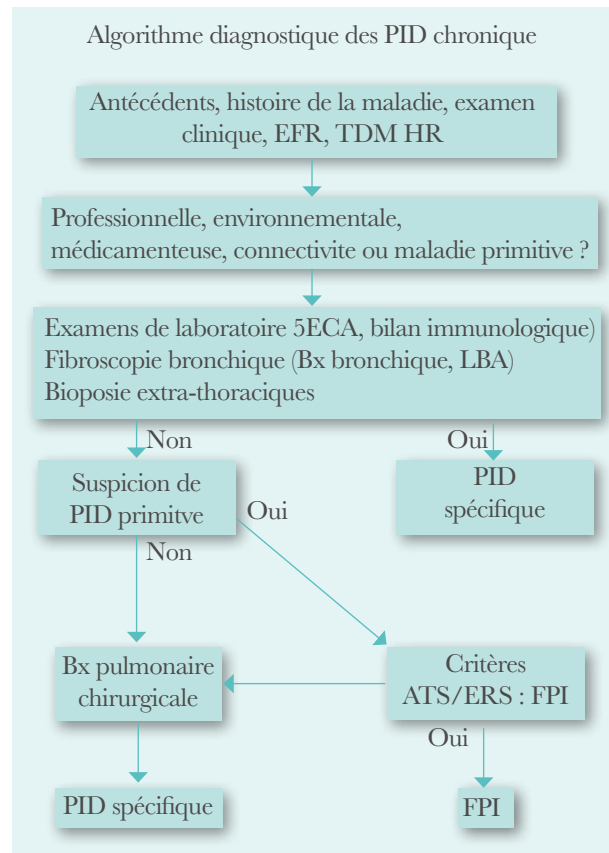 Algorithme diagnostique des PID chronique
Antécédents, histoire de la maladie, examen
clinique, EFR, TDM HR
Professionnelle, environnementale,
médicamenteuse, connectivite ou maladie primitive ?
Examens de laboratoire 5ECA, bilan immunologique)
Fibroscopie bronchique (Bx bronchique, LBA)
Bioposie extra-thoraciques
Non
Oui
Suspicion de
PID primitve
PID
spécifique
Oui
Non
Bx pulmonaire
chirurgicale
Critères
ATS/ERS : FPI
Oui
PID spécifique
FPI